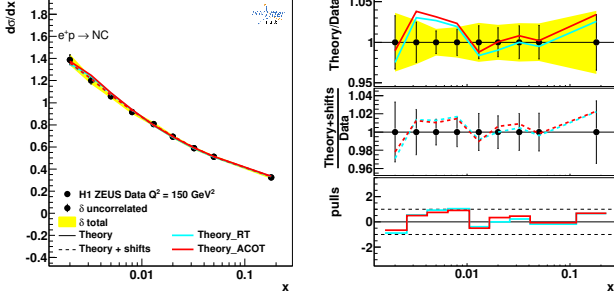 dσ/dx
e⁺p → NC
1.8
1.6
1.4
1.2
1.0
0.8
0.6
0.4
0.2
0
-0.2
-0.4
H1 ZEUS Data Q² = 150 GeV²
δ uncorrelated
δ total
Theory
Theory + shifts
Theory_RT
Theory_ACOT
0.01
0.1
x
Theory/Data
1.05
1
0.95
Theory+shifts
Data
1.04
1.02
1
0.98
0.96
pulls
2
0
-2
0.01
0.1
x